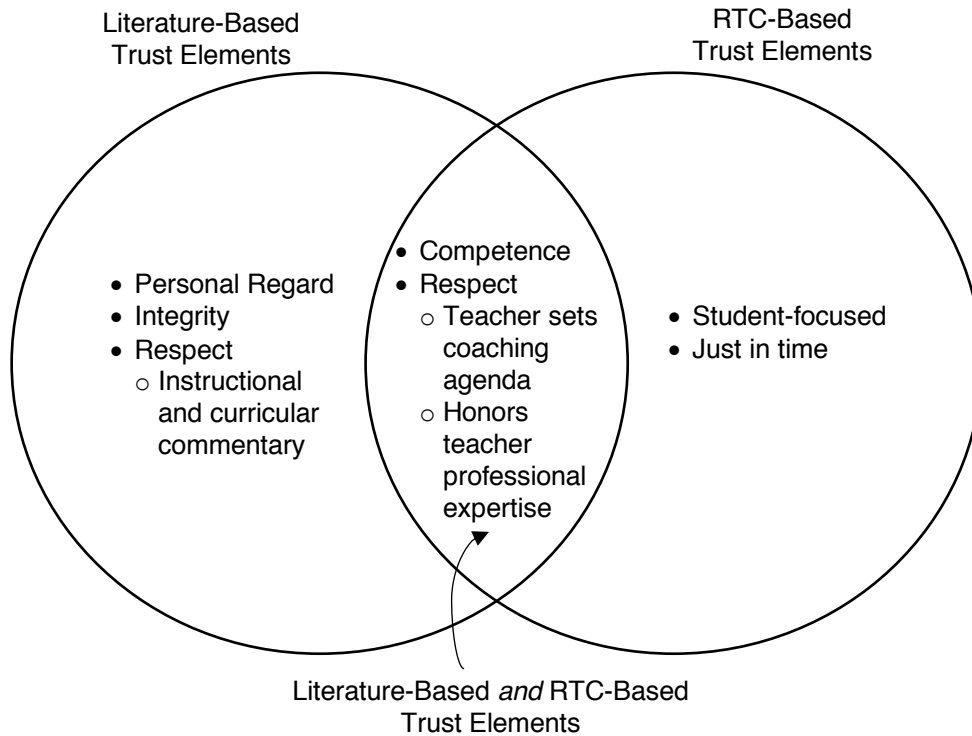 Literature-Based
Trust Elements
RTC-Based
Trust Elements
• Personal Regard
• Integrity
• Respect
○ Instructional
and curricular
commentary
• Competence
• Respect
○ Teacher sets
coaching
agenda
○ Honors
teacher
professional
expertise
• Student-focused
• Just in time
Literature-Based and RTC-Based
Trust Elements